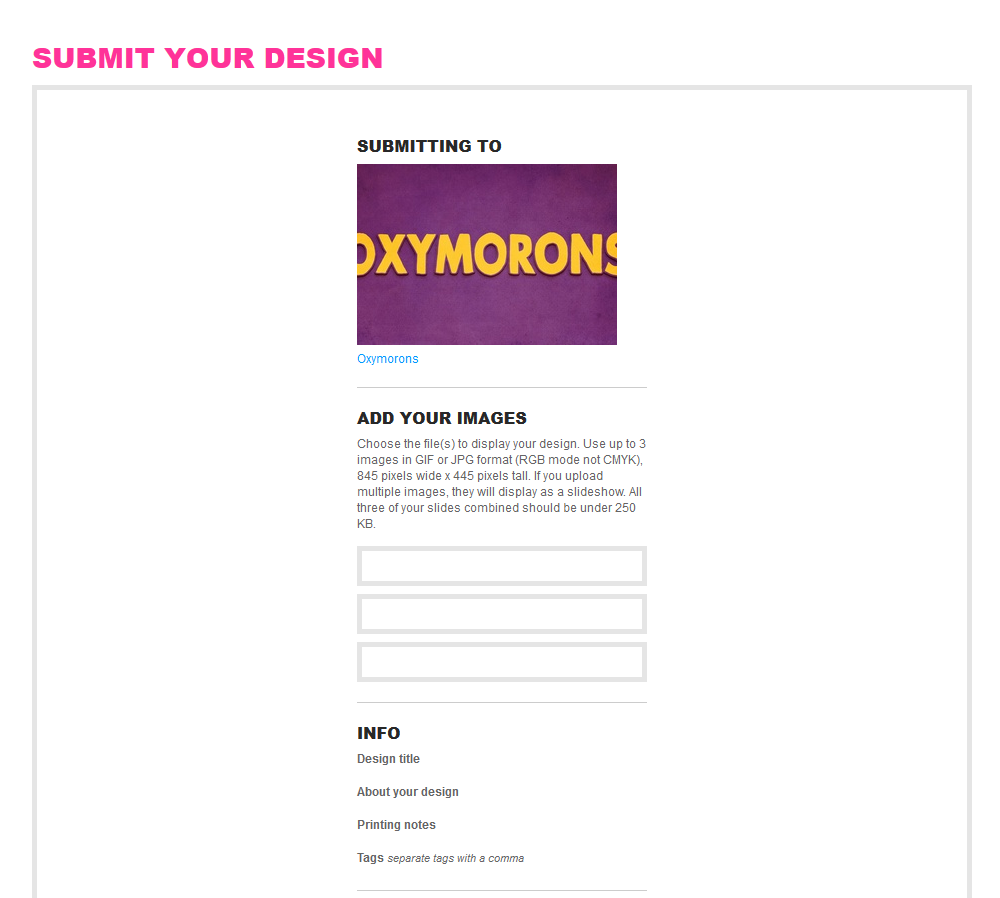 SUBMIT YOUR DESIGN
SUBMITTING TO
OXYMORONS
Oxymorons
ADD YOUR IMAGES
Choose the file(s) to display your design. Use up to 3
images in GIF or JPG format (RGB mode not CMYK),
845 pixels wide x 445 pixels tall. If you upload
multiple images, they will display as a slideshow. All
three of your slides combined should be under 250
KB.
INFO
Design title
About your design
Printing notes
Tags separate tags with a comma